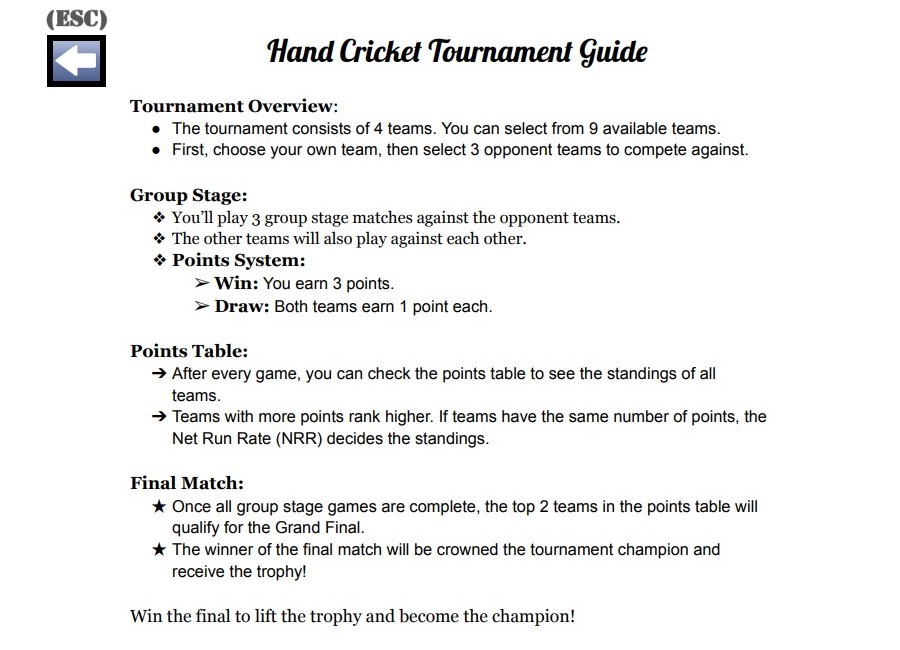 (ESC)
Hand Cricket Tournament Guide
Tournament Overview:
● The tournament consists of 4 teams. You can select from 9 available teams.
● First, choose your own team, then select 3 opponent teams to compete against.
Group Stage:
❖ You’ll play 3 group stage matches against the opponent teams.
❖ The other teams will also play against each other.
❖ Points System:
➢ Win: You earn 3 points.
➢ Draw: Both teams earn 1 point each.
Points Table:
➔ After every game, you can check the points table to see the standings of all
teams.
➔ Teams with more points rank higher. If teams have the same number of points, the
Net Run Rate (NRR) decides the standings.
Final Match:
★ Once all group stage games are complete, the top 2 teams in the points table will
qualify for the Grand Final.
★ The winner of the final match will be crowned the tournament champion and
receive the trophy!
Win the final to lift the trophy and become the champion!